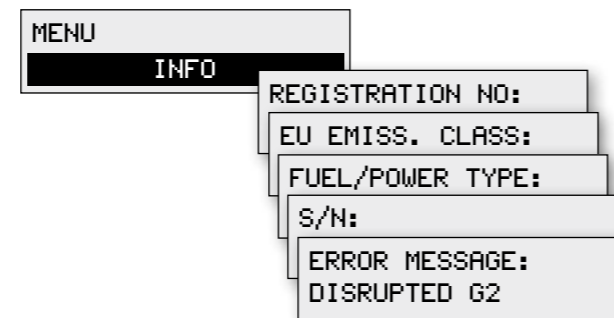 MENU
INFO
REGISTRATION NO:
EU EMISS. CLASS:
FUEL/POWER TYPE:
S/N:
ERROR MESSAGE:
DISRUPTED G2